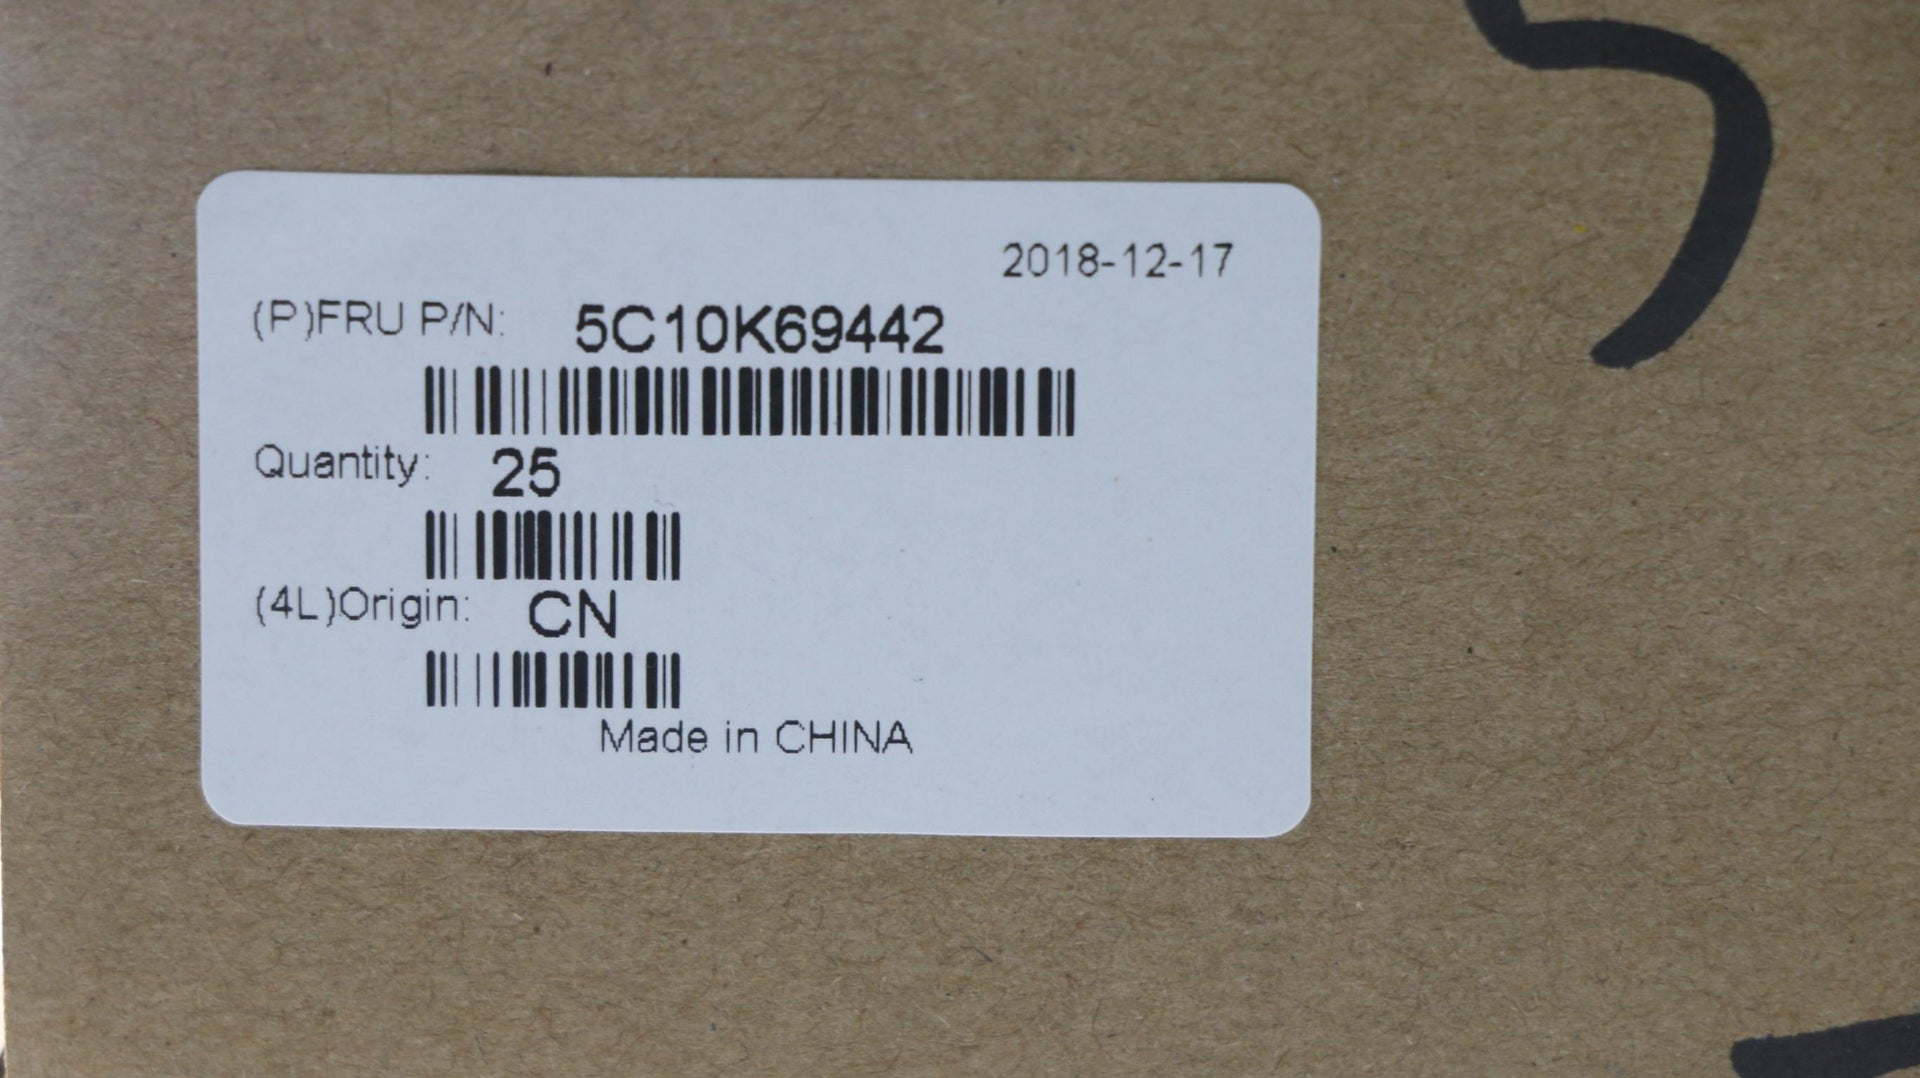 2018-12-17
(P)FRU P/N: 5C10K69442
Quantity: 25
(4L)Origin: CN
Made in CHINA